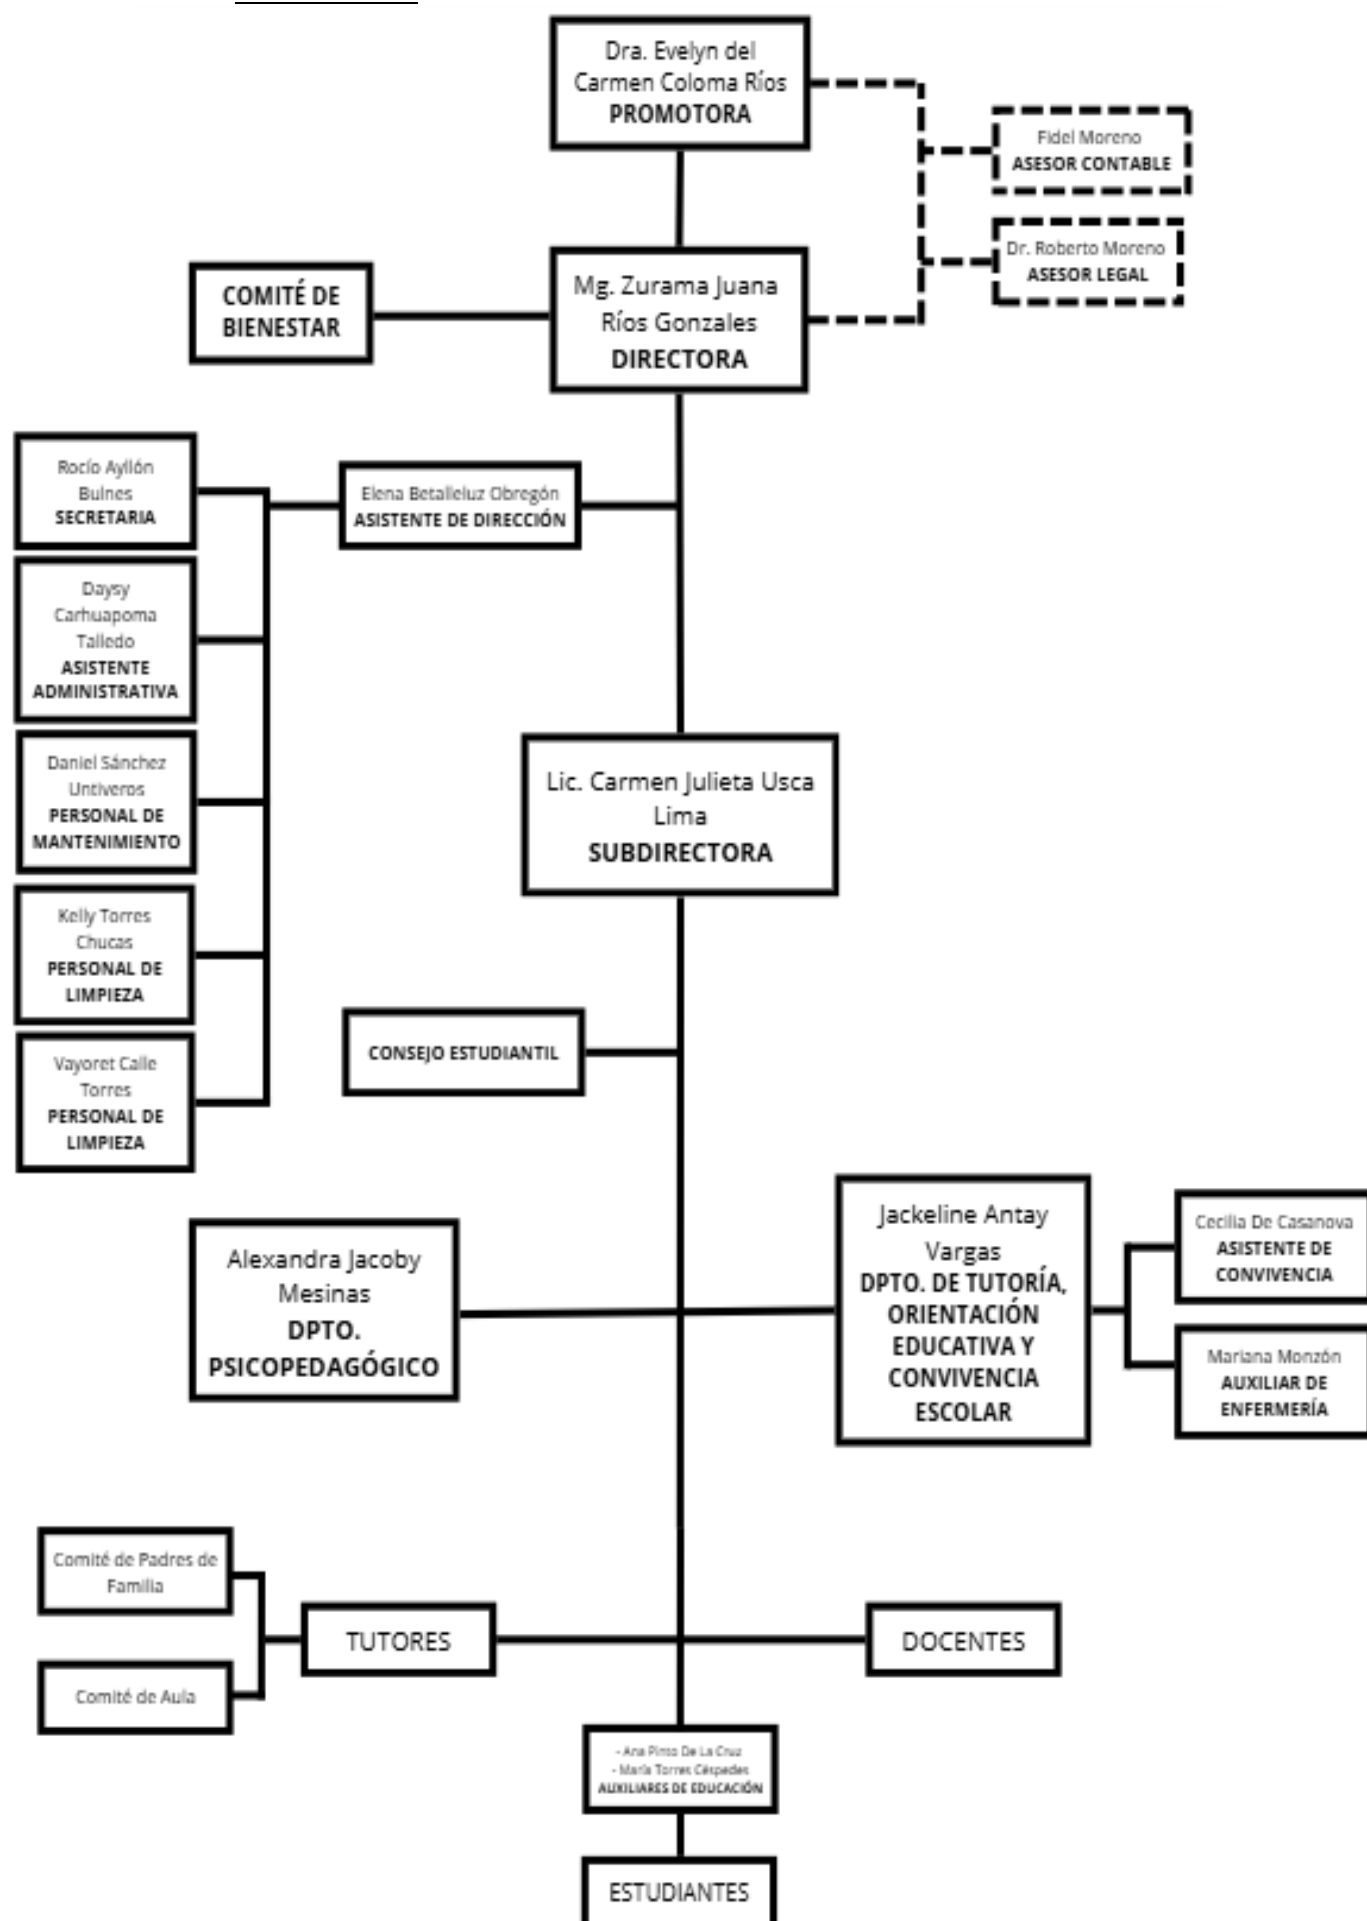 Dra. Evelyn del
Carmen Coloma Ríos
PROMOTORA
Fidel Moreno
ASESOR CONTABLE
Dr. Roberto Moreno
ASESOR LEGAL
COMITÉ DE
BIENESTAR
Mg. Zurama Juana
Ríos Gonzales
DIRECTORA
Rocío Ayllón
Bulnes
SECRETARIA
Elena Betalleluz Obregón
ASISTENTE DE DIRECCIÓN
Daysy
Carhuapoma
Talledo
ASISTENTE
ADMINISTRATIVA
Daniel Sánchez
Untiveros
PERSONAL DE
MANTENIMIENTO
Lic. Carmen Julieta Usca
Lima
SUBDIRECTORA
Kelly Torres
Chucas
PERSONAL DE
LIMPIEZA
CONSEJO ESTUDIANTIL
Vayoret Calle
Torres
PERSONAL DE
LIMPIEZA
Alexandra Jacoby
Mesinas
DPTO.
PSICOPEDAGÓGICO
Jackeline Antay
Vargas
DPTO. DE TUTORÍA,
ORIENTACIÓN
EDUCATIVA Y
CONVIVENCIA
ESCOLAR
Cecilia De Casanova
ASISTENTE DE
CONVIVENCIA
Mariana Monzón
AUXILIAR DE
ENFERMERÍA
Comité de Padres de
Familia
TUTORES
DOCENTES
Comité de Aula
- Ana Pinto De La Cruz
- María Torres Céspedes
AUXILIARES DE EDUCACIÓN
ESTUDIANTES